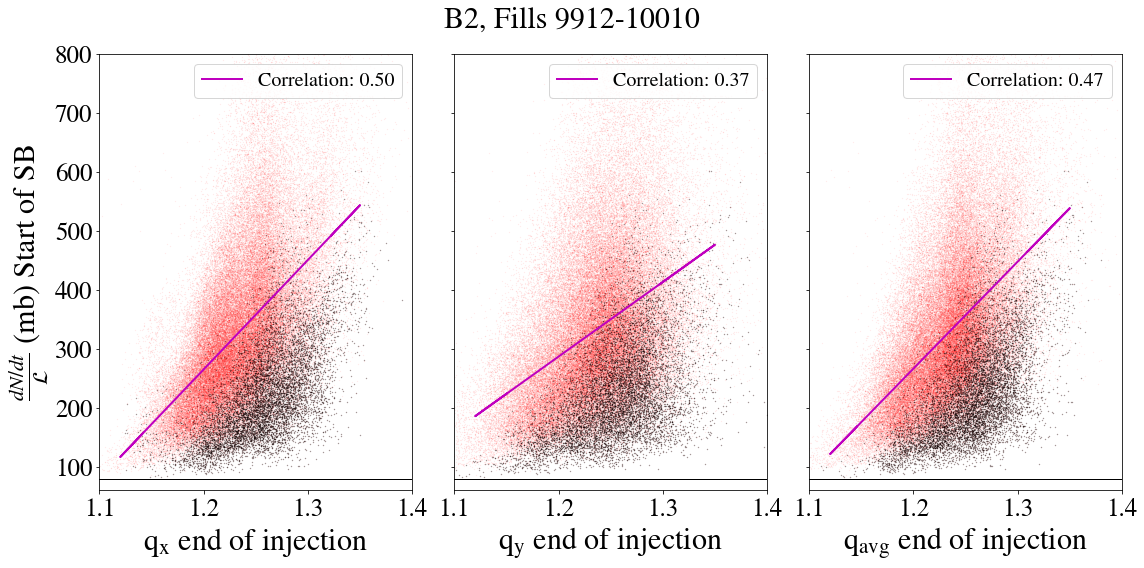 B2, Fills 9912-10010
Correlation: 0.50
Correlation: 0.37
Correlation: 0.47
800
700
600
500
400
300
200
100
dN/dt / ℒ (mb) Start of SB
1.1 1.2 1.3 1.4
1.1 1.2 1.3 1.4
1.1 1.2 1.3 1.4
qx end of injection
qy end of injection
qavg end of injection